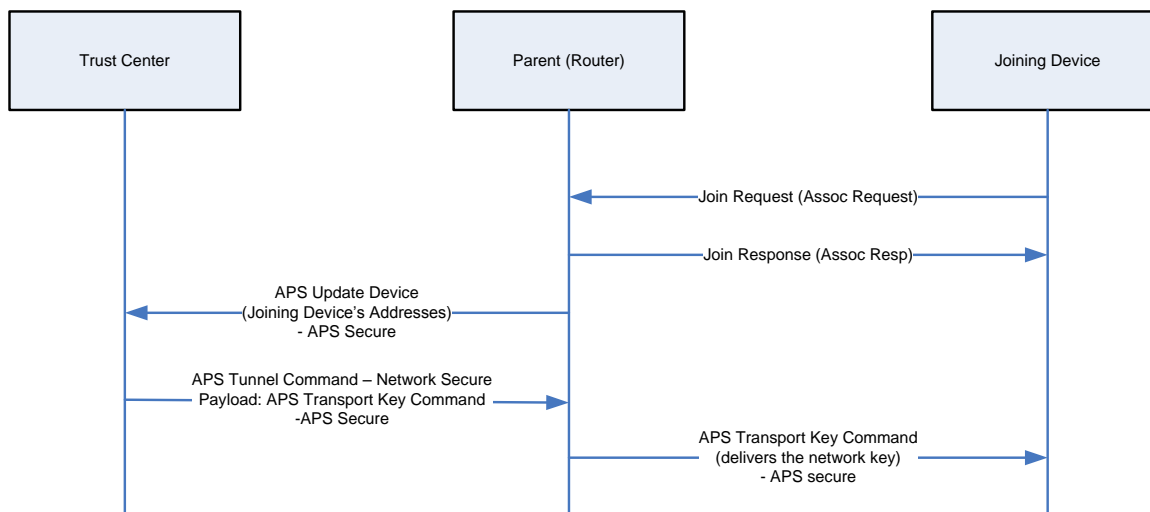 Trust Center
Parent (Router)
Joining Device
Join Request (Assoc Request)
Join Response (Assoc Resp)
APS Update Device
(Joining Device's Addresses)
- APS Secure
APS Tunnel Command – Network Secure
Payload: APS Transport Key Command
-APS Secure
APS Transport Key Command
(delivers the network key)
- APS secure